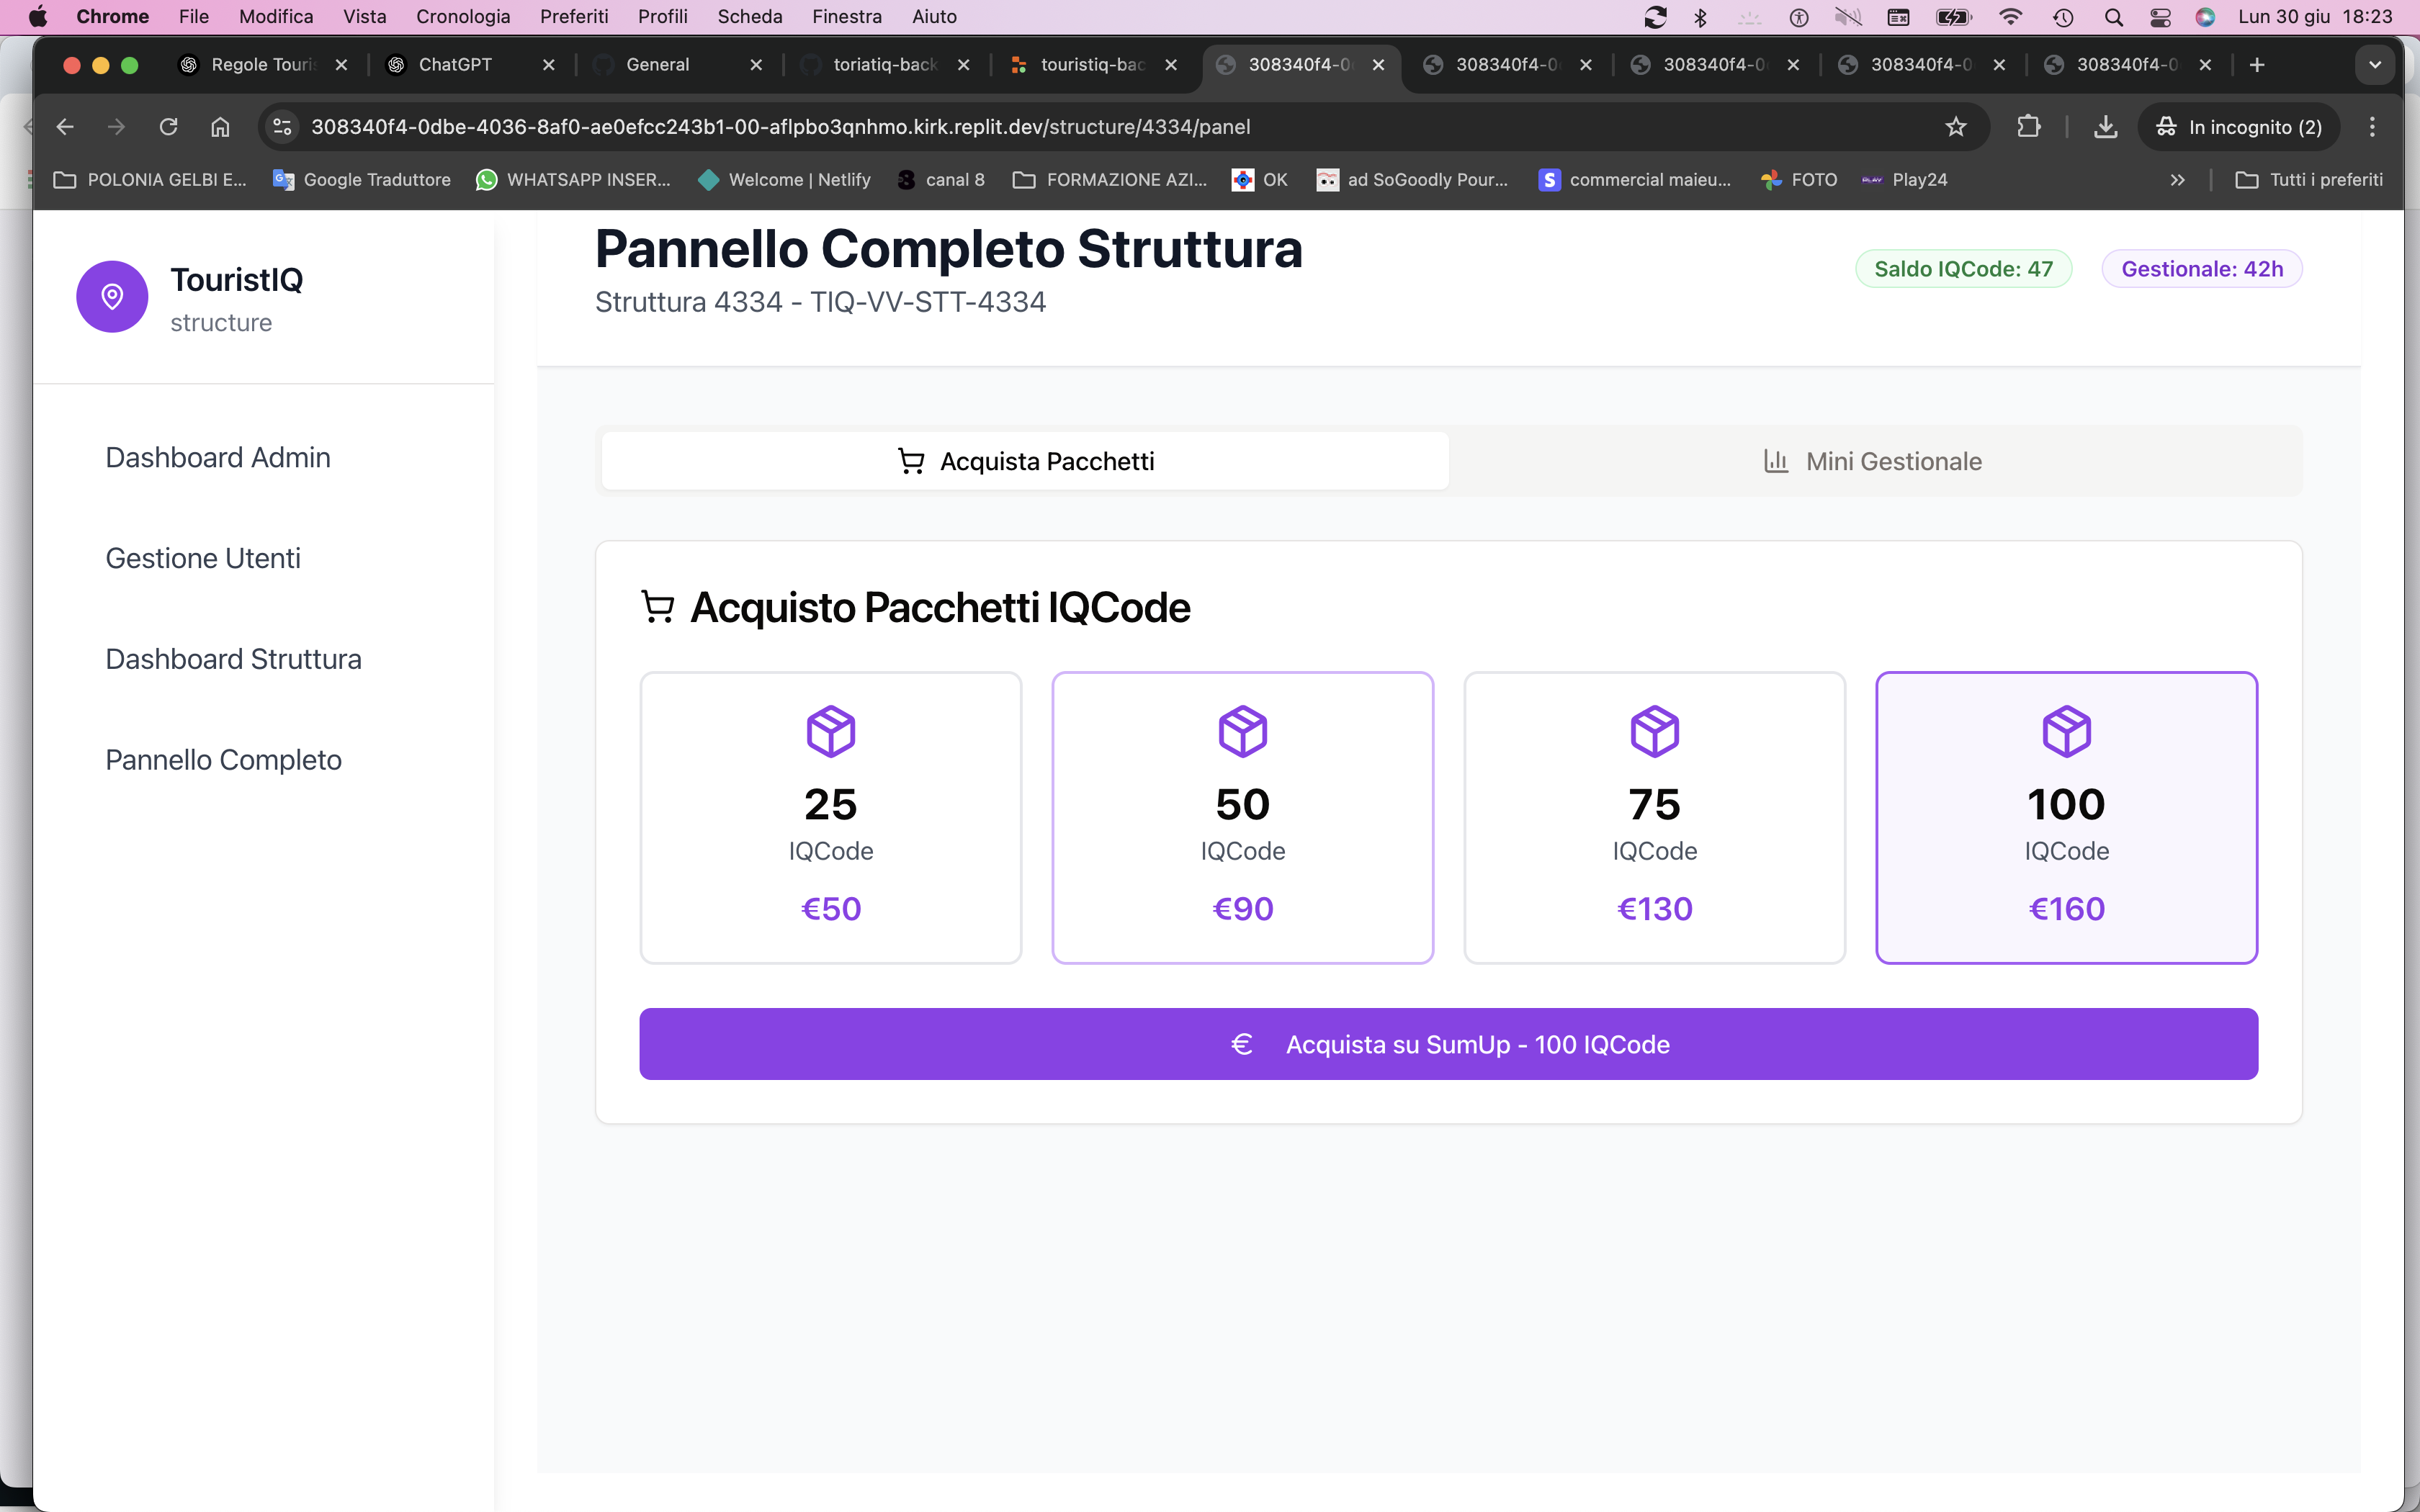 Chrome File Modifica Vista Cronologia Preferiti Profili Scheda Finestra Aiuto Lun 30 giu 18:23
Regole Touris ChatGPT General toriatiq-back touristiq-bac 308340f4-0 308340f4-0 308340f4-0 308340f4-0 308340f4-0
308340f4-0dbe-4036-8af0-ae0efcc243b1-00-aflpbo3qnhmo.kirk.replit.dev/structure/4334/panel In incognito (2)
POLONIA GELBI E... Google Traduttore WHATSAPP INSER... Welcome | Netlify canal 8 FORMAZIONE AZI... OK ad SoGoodly Pour... commercial maieu... FOTO Play24 Tutti i preferiti
TouristIQ
structure
Dashboard Admin
Gestione Utenti
Dashboard Struttura
Pannello Completo
Pannello Completo Struttura
Struttura 4334 - TIQ-VV-STT-4334
Saldo IQCode: 47
Gestionale: 42h
Acquista Pacchetti
Mini Gestionale
Acquisto Pacchetti IQCode
25
IQCode
€50
50
IQCode
€90
75
IQCode
€130
100
IQCode
€160
€ Acquista su SumUp - 100 IQCode